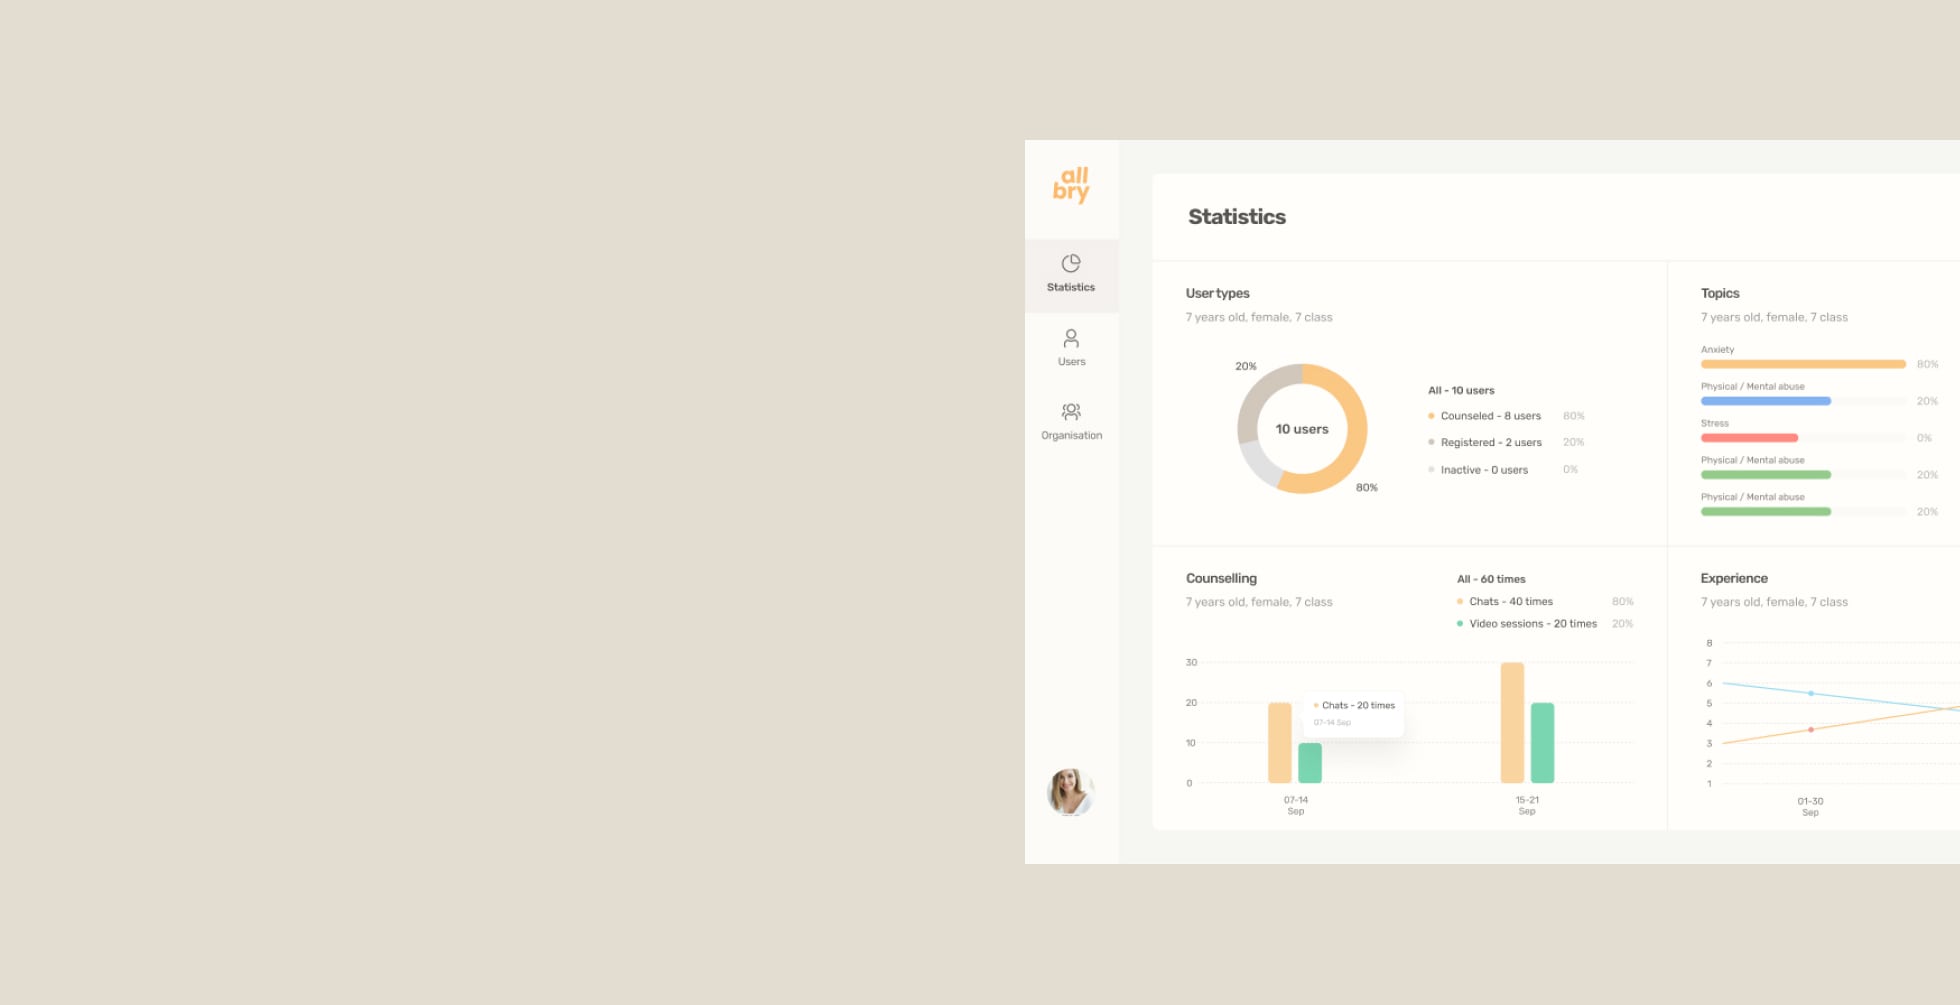 all
bry
Statistics
Users
Organisation
Statistics
User types
7 years old, female, 7 class
20%
10 users
80%
All - 10 users
Counseled - 8 users 80%
Registered - 2 users 20%
Inactive - 0 users 0%
Topics
7 years old, female, 7 class
Anxiety
80%
Physical / Mental abuse
20%
Stress
0%
Physical / Mental abuse
20%
Physical / Mental abuse
20%
Counselling
7 years old, female, 7 class
All - 60 times
Chats - 40 times 80%
Video sessions - 20 times 20%
30
20
10
0
Chats - 20 times
07-14 Sep
07-14
Sep
15-21
Sep
Experience
7 years old, female, 7 class
8
7
6
5
4
3
2
1
01-30
Sep